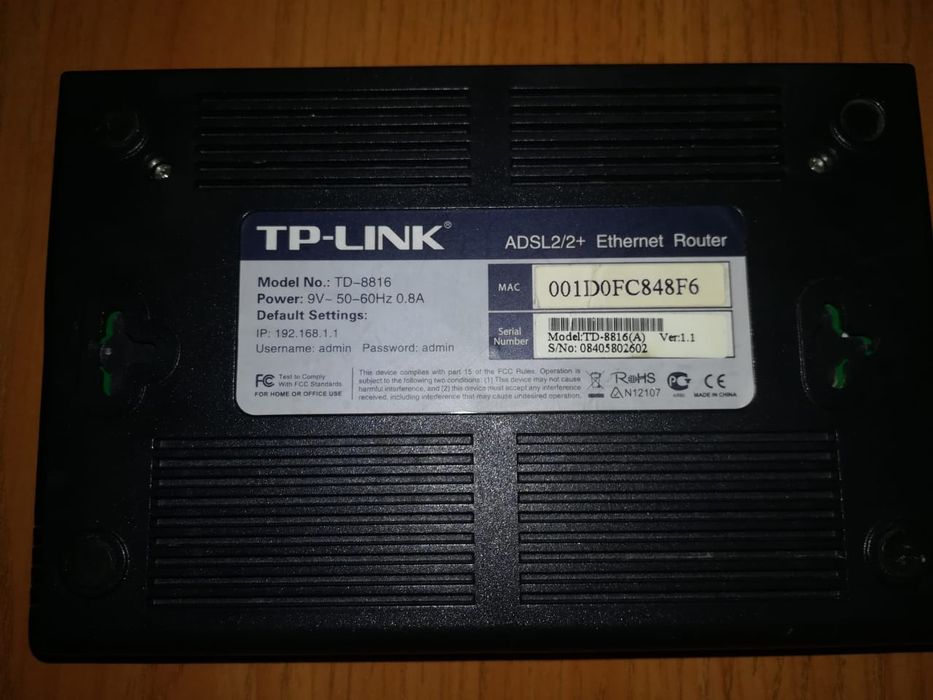 TP-LINK®
ADSL2/2+ Ethernet Router
Model No.: TD-8816
Power: 9V~ 50-60Hz 0.8A
Default Settings:
IP: 192.168.1.1
Username: admin Password: admin
MAC
001D0FC848F6
Serial
Number
Model:TD-8816(A) Ver:1.1
S/No: 08405802602
FC Test to Comply
With FCC Standards
FOR HOME OR OFFICE USE
This device complies with part 15 of the FCC Rules. Operation is
subject to the following two conditions: (1) This device may not cause
harmful interference, and (2) this device must accept any interference
received, including interference that may cause undesired operation.
RoHS
N12107
CE
MADE IN CHINA